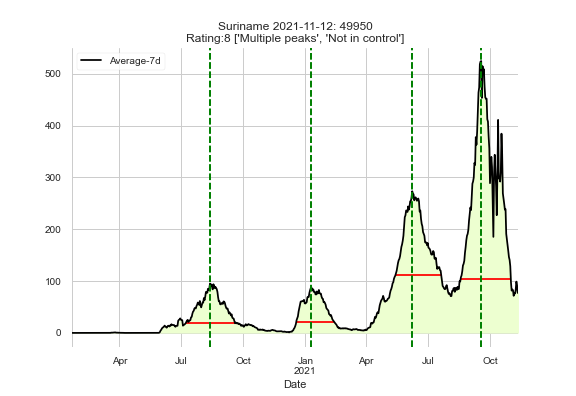 Suriname 2021-11-12: 49950
Rating:8 ['Multiple peaks', 'Not in control']
Average-7d
500
400
300
200
100
0
Apr Jul Oct Jan Apr Jul Oct
2021
Date